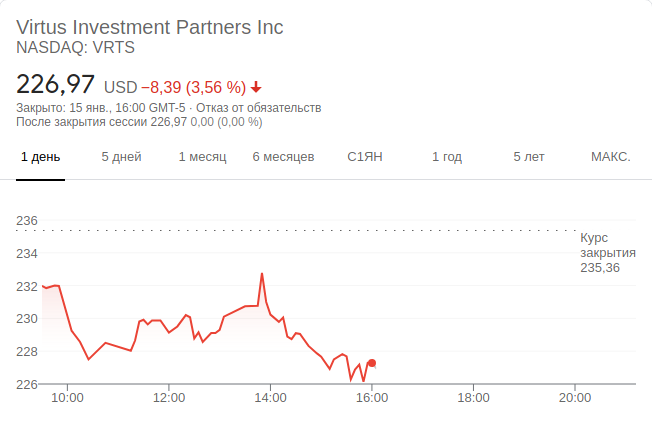 Virtus Investment Partners Inc
NASDAQ: VRTS
226,97 USD −8,39 (3,56 %)
Закрыто: 15 янв., 16:00 GMT-5 · Отказ от обязательств
После закрытия сессии 226,97 0,00 (0,00 %)
1 день 5 дней 1 месяц 6 месяцев С1ЯН 1 год 5 лет МАКС.
236
Курс
закрытия
235,36
234
232
230
228
226
10:00 12:00 14:00 16:00 18:00 20:00